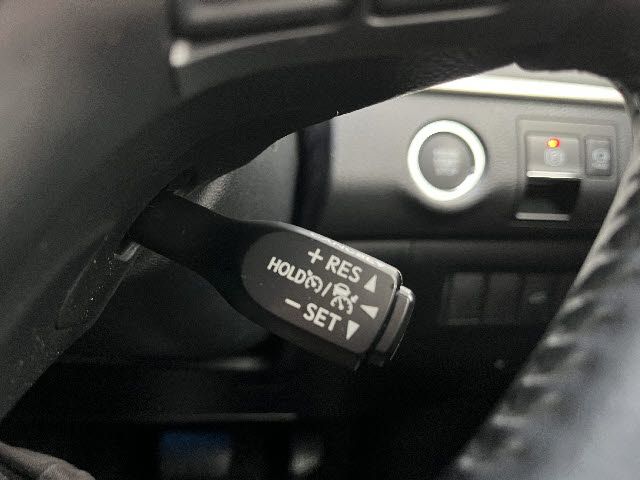 + RES
HOLD /
− SET